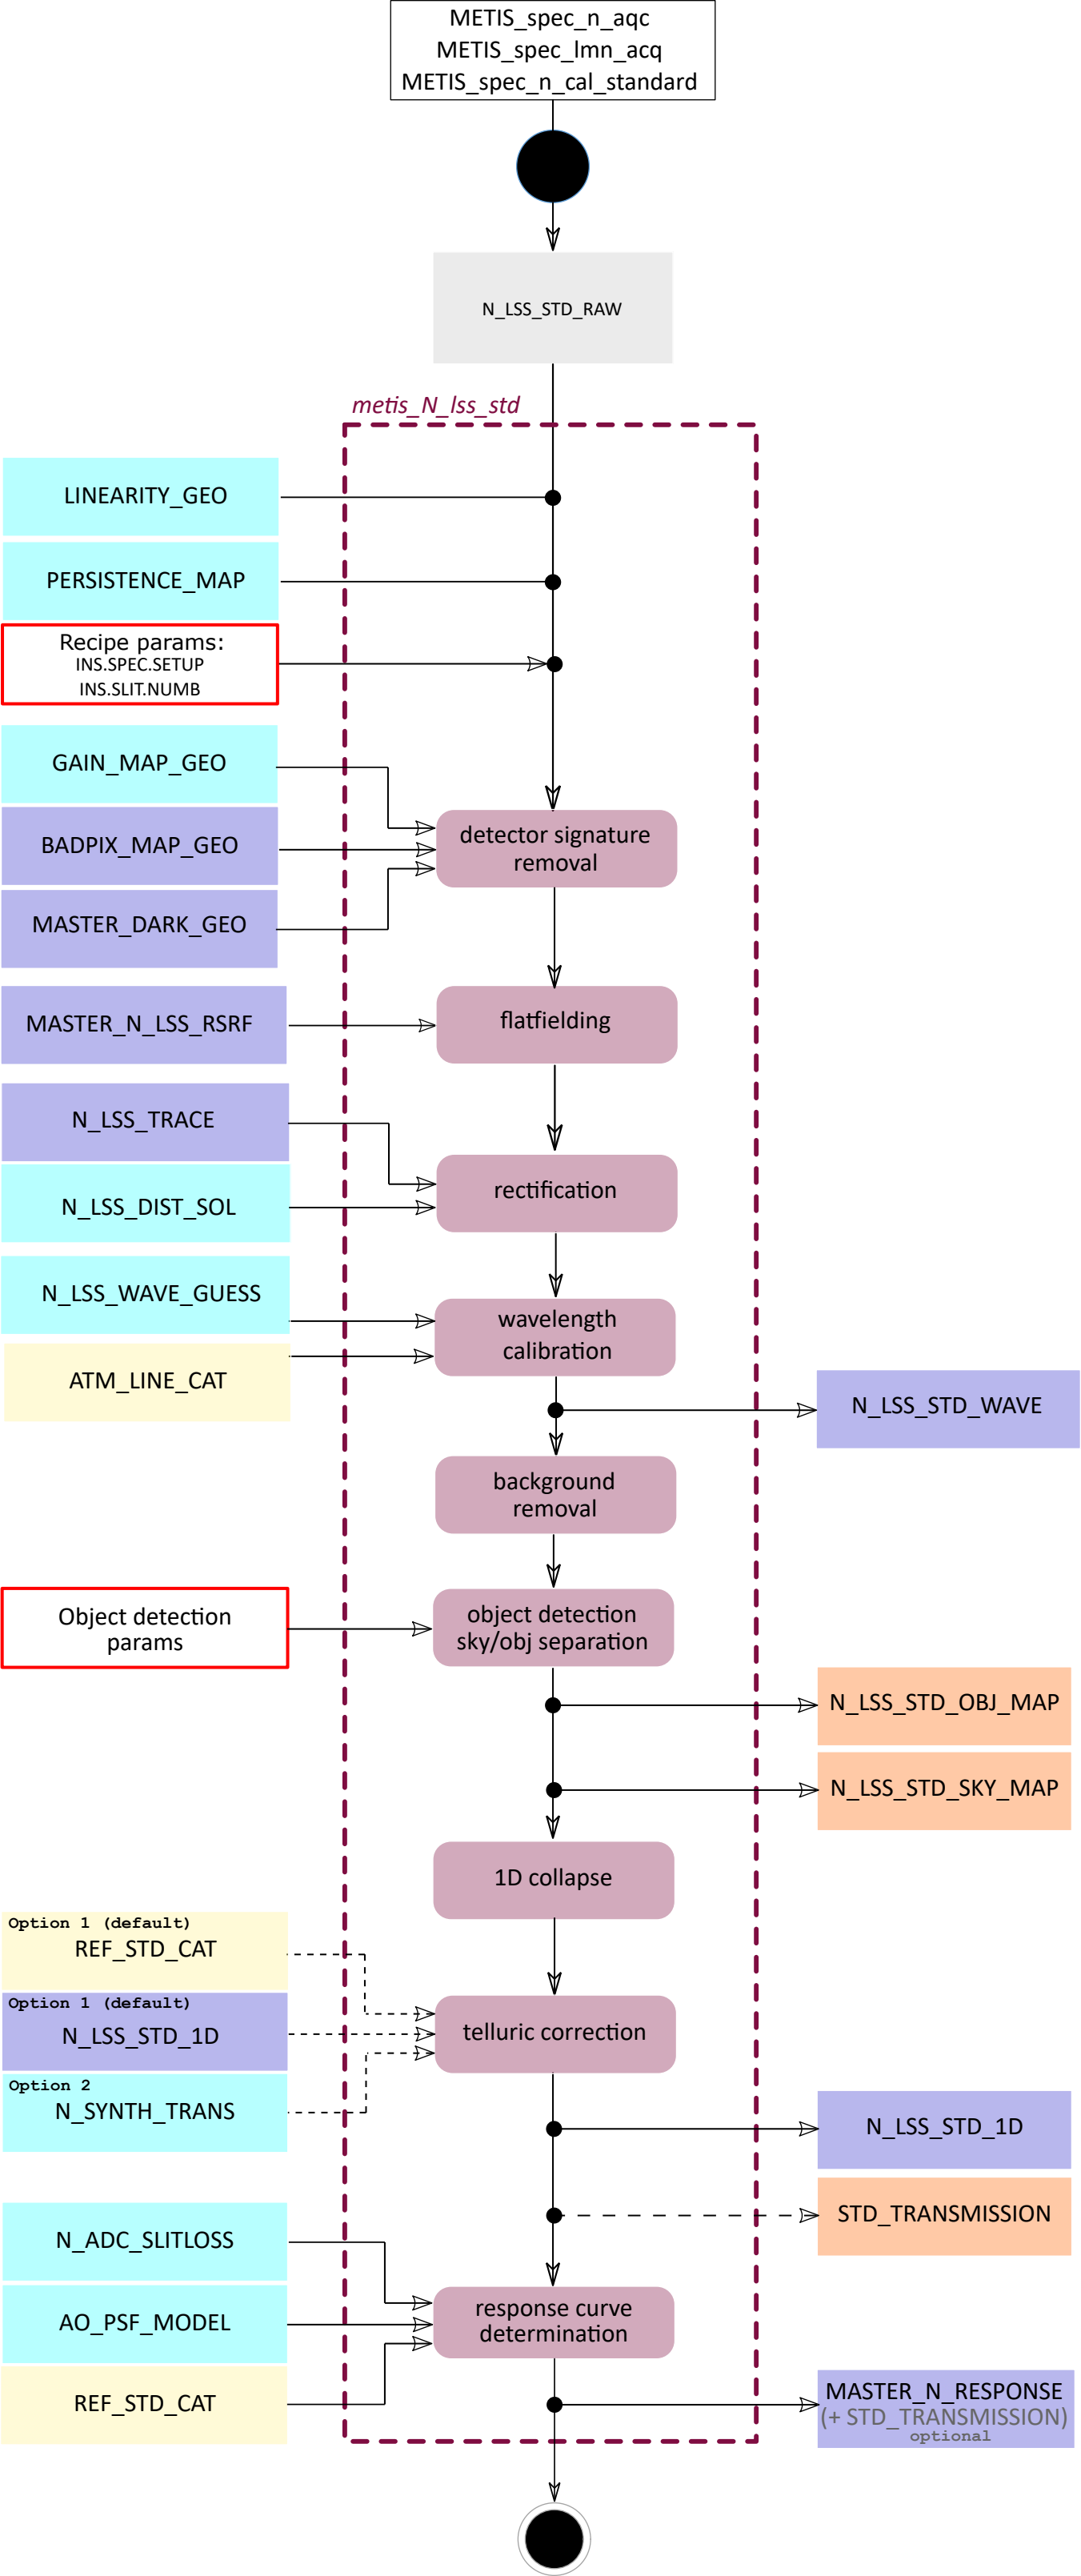 METIS_spec_n_aqc
METIS_spec_lmn_acq
METIS_spec_n_cal_standard
N_LSS_STD_RAW
metis_N_lss_std
LINEARITY_GEO
PERSISTENCE_MAP
Recipe params:
INS.SPEC.SETUP
INS.SLIT.NUMB
GAIN_MAP_GEO
BADPIX_MAP_GEO
MASTER_DARK_GEO
detector signature
removal
MASTER_N_LSS_RSRF
flatfielding
N_LSS_TRACE
N_LSS_DIST_SOL
rectification
N_LSS_WAVE_GUESS
ATM_LINE_CAT
wavelength
calibration
N_LSS_STD_WAVE
background
removal
Object detection
params
object detection
sky/obj separation
N_LSS_STD_OBJ_MAP
N_LSS_STD_SKY_MAP
1D collapse
Option 1 (default)
REF_STD_CAT
Option 1 (default)
N_LSS_STD_1D
Option 2
N_SYNTH_TRANS
telluric correction
N_LSS_STD_1D
STD_TRANSMISSION
N_ADC_SLITLOSS
AO_PSF_MODEL
REF_STD_CAT
response curve
determination
MASTER_N_RESPONSE
(+ STD_TRANSMISSION)
optional